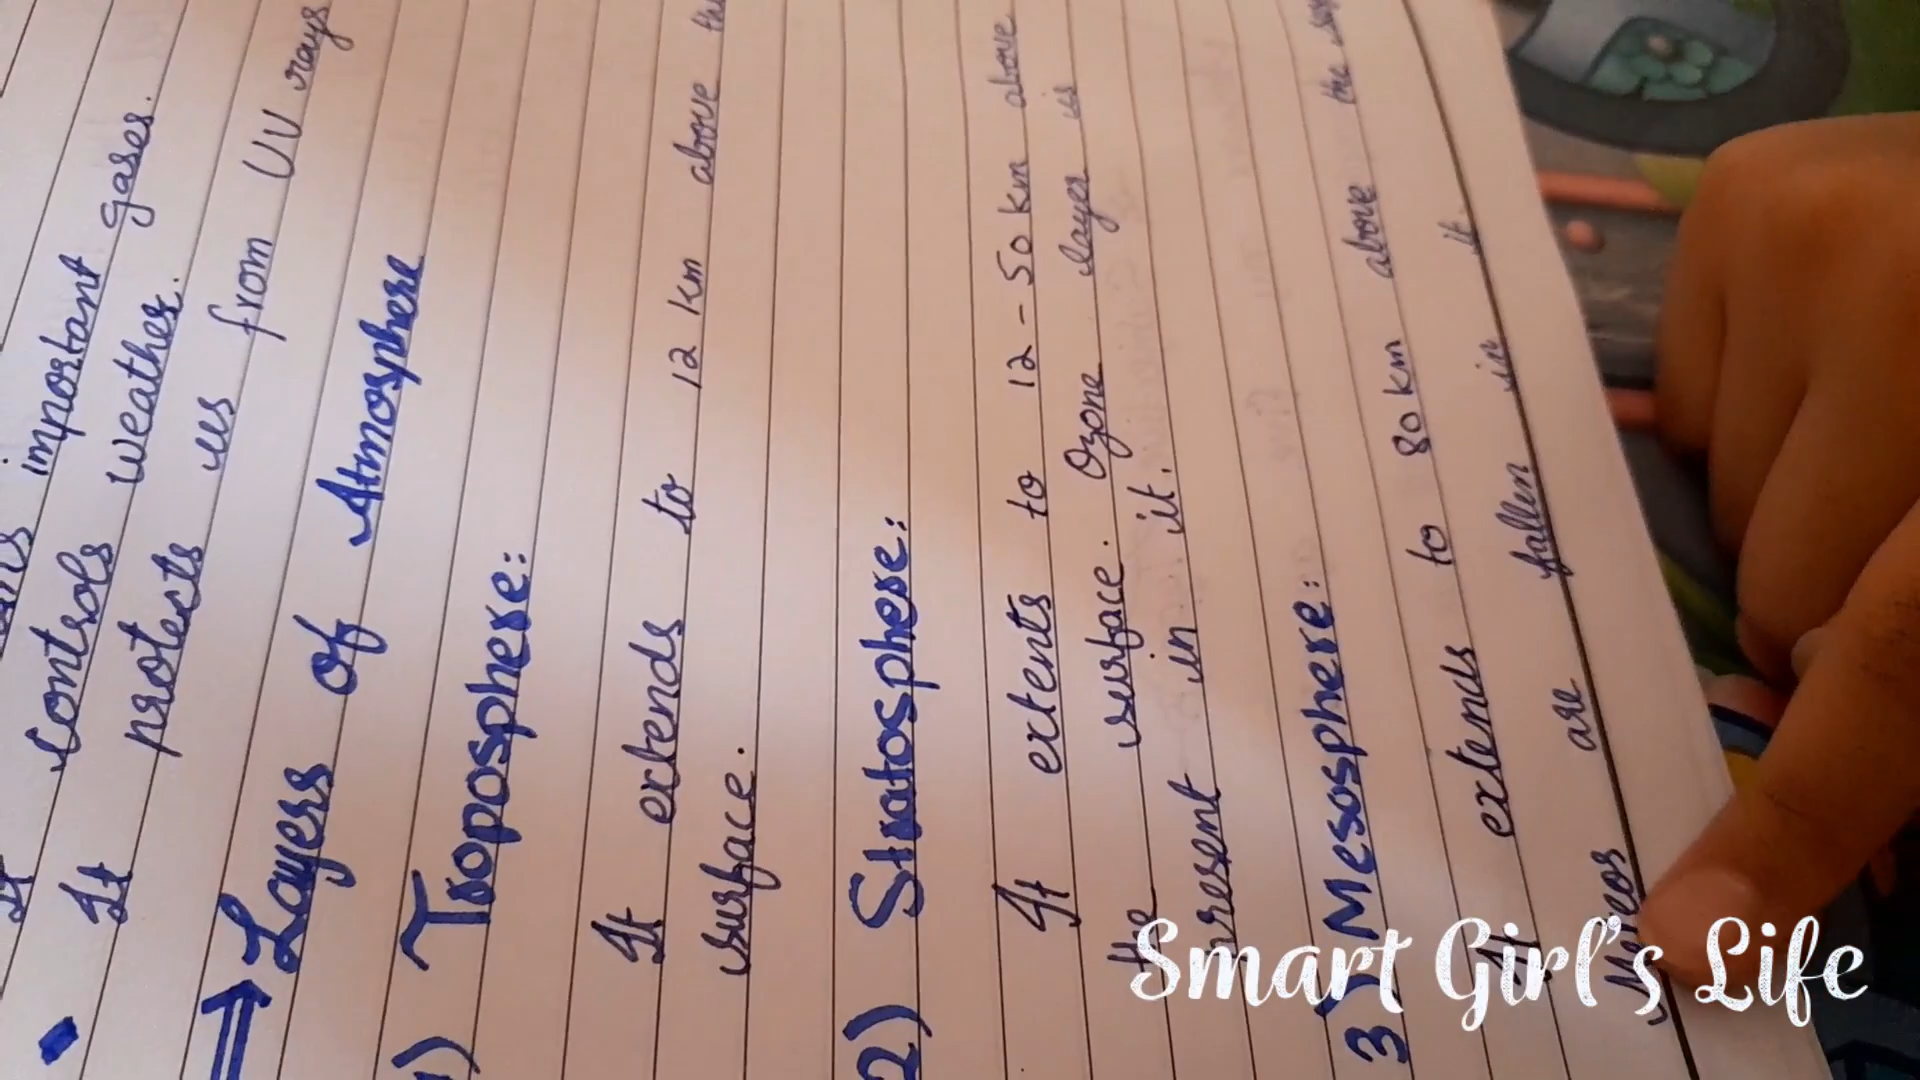 important gases.
It controls weather.
It protects us from UV rays
⇒ Layers of Atmosphere
1) Troposphere:
It extends to 12 km above the
surface.
2) Stratosphere:
It extents to 12-50 km above
the surface. Ozone layer is
present in it.
3) Mesosphere:
It extends to 80 km above the
are fallen in it.
Smart Girl's Life